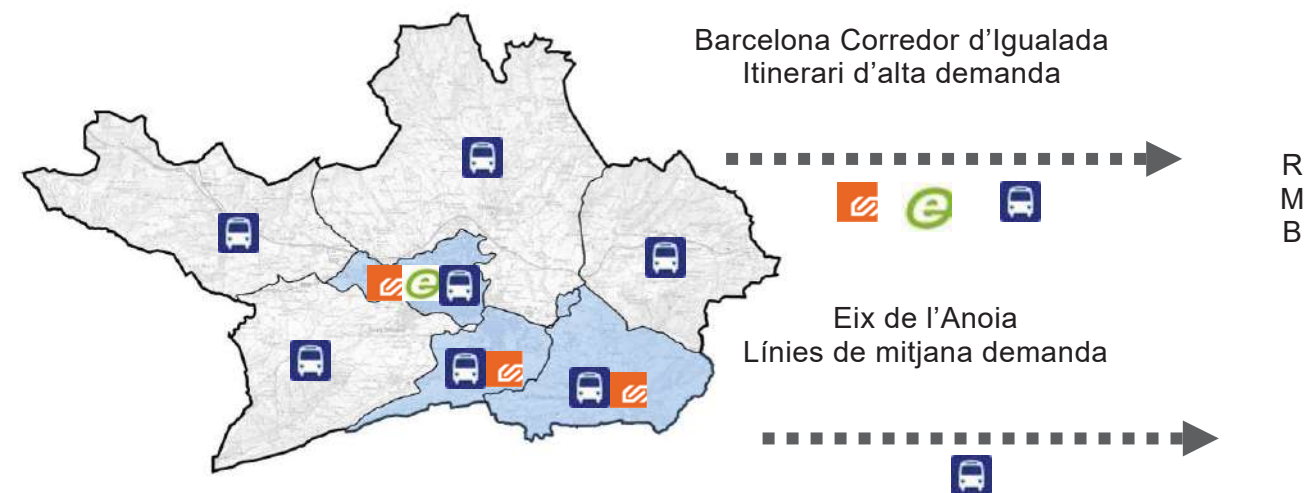 Barcelona Corredor d’Igualada
Itinerari d’alta demanda
e
R
M
B
e
Eix de l’Anoia
Línies de mitjana demanda